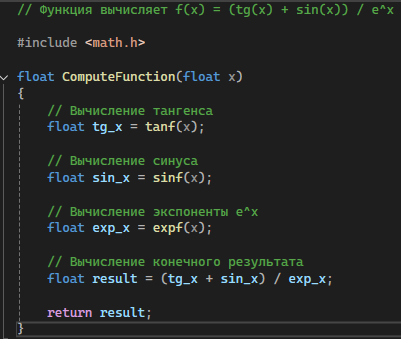 // Функция вычисляет f(x) = (tg(x) + sin(x)) / e^x
#include <math.h>
float ComputeFunction(float x)
{
// Вычисление тангенса
float tg_x = tanf(x);
// Вычисление синуса
float sin_x = sinf(x);
// Вычисление экспоненты e^x
float exp_x = expf(x);
// Вычисление конечного результата
float result = (tg_x + sin_x) / exp_x;
return result;
}